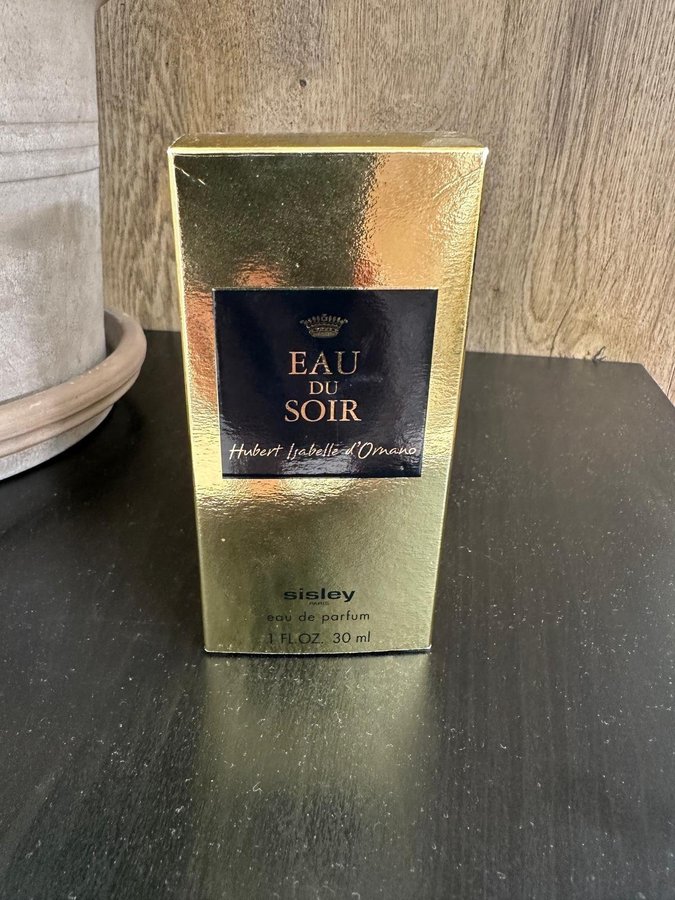 EAU
DU
SOIR
Hubert Isabelle d'Ornano
sisley
PARIS
eau de parfum
1 FL.OZ. 30 ml